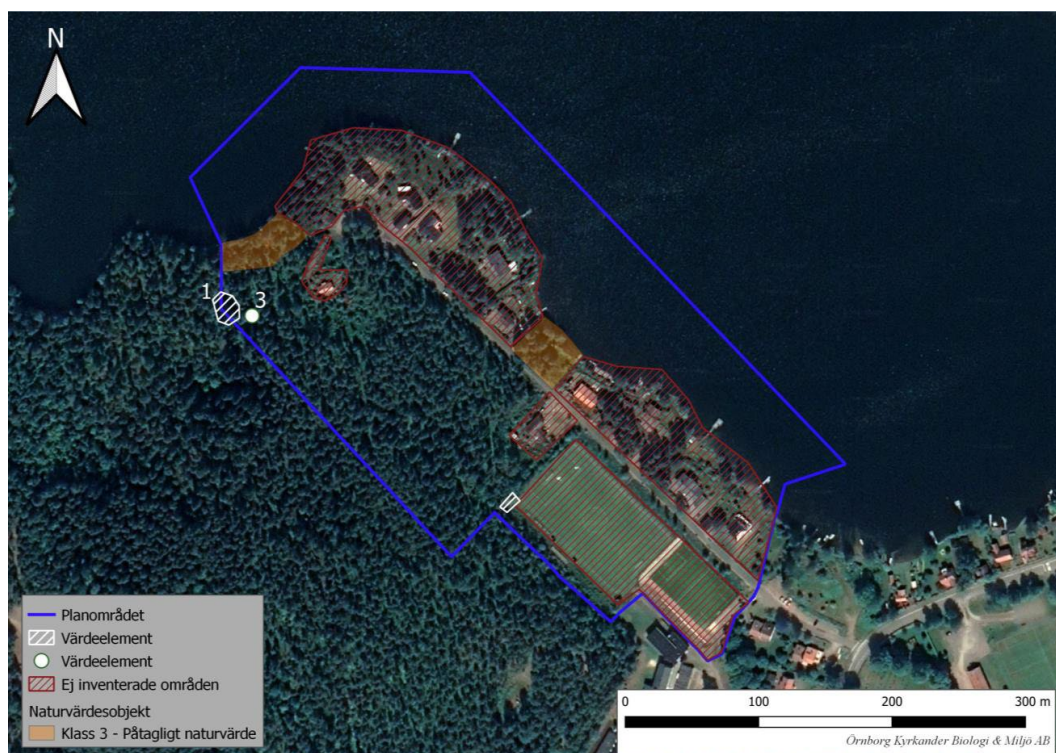 N
1
3
Planområdet
Värdeelement
Värdeelement
Ej inventerade områden
Naturvärdesobjekt
Klass 3 - Påtagligt naturvärde
0 100 200 300 m
Örnborg Kyrkander Biologi & Miljö AB